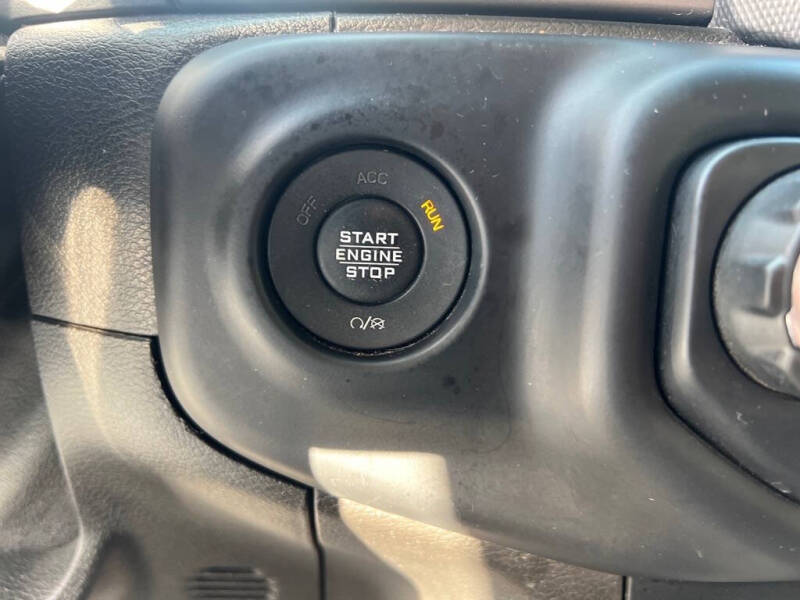 ACC
OFF
RUN
START
ENGINE
STOP